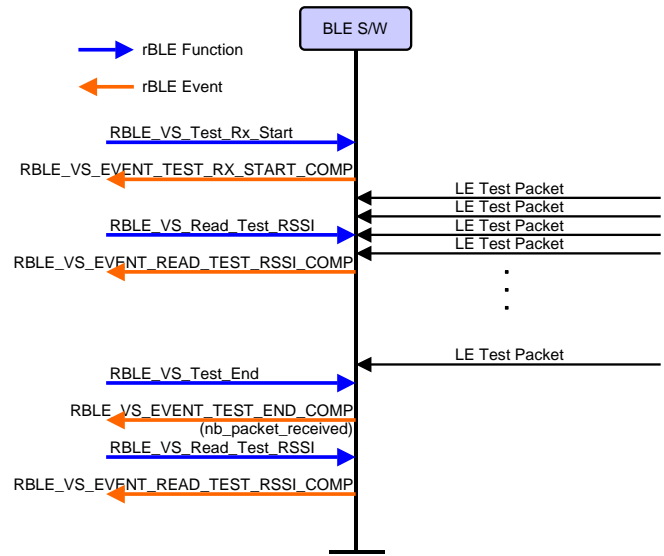 BLE S/W
rBLE Function
rBLE Event
RBLE_VS_Test_Rx_Start
RBLE_VS_EVENT_TEST_RX_START_COMP
LE Test Packet
LE Test Packet
RBLE_VS_Read_Test_RSSI
LE Test Packet
LE Test Packet
RBLE_VS_EVENT_READ_TEST_RSSI_COMP
LE Test Packet
RBLE_VS_Test_End
RBLE_VS_EVENT_TEST_END_COMP
(nb_packet_received)
RBLE_VS_Read_Test_RSSI
RBLE_VS_EVENT_READ_TEST_RSSI_COMP